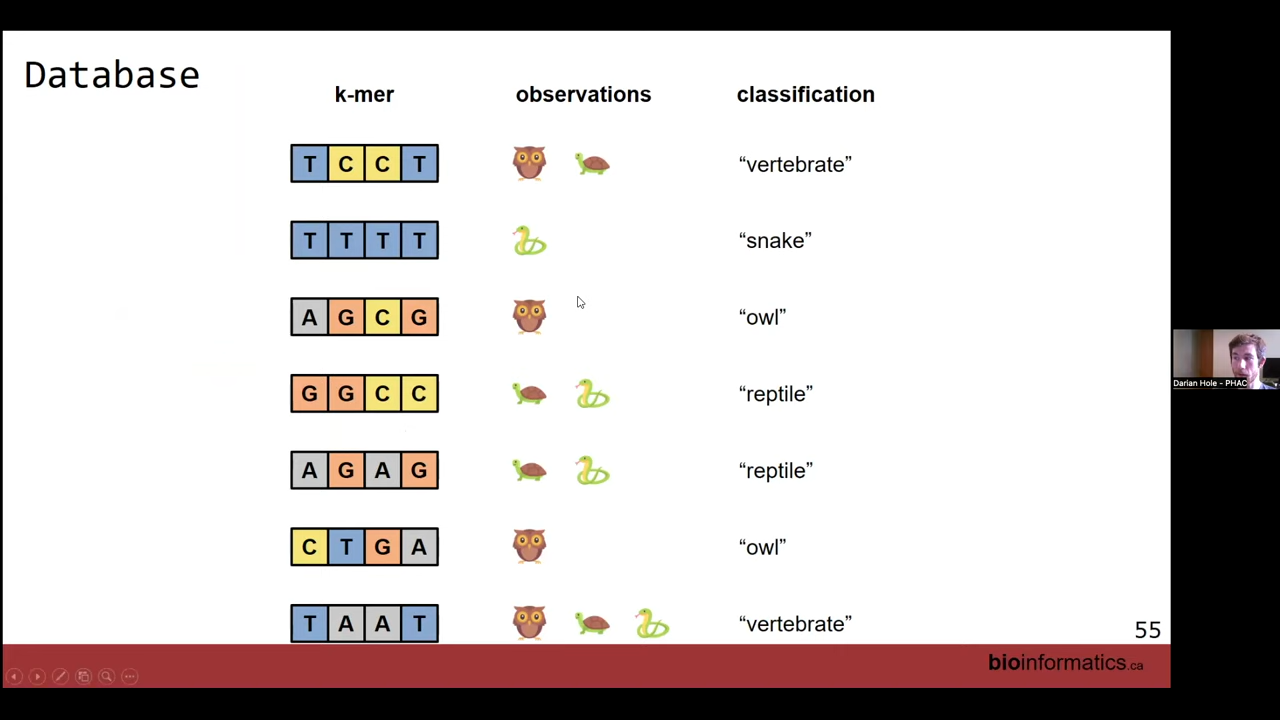 Database
k-mer observations classification
T C C T "vertebrate"
T T T T "snake"
A G C G "owl"
G G C C "reptile"
A G A G "reptile"
C T G A "owl"
T A A T "vertebrate"
55
bioinformatics.ca
Darian Hole - PHAC